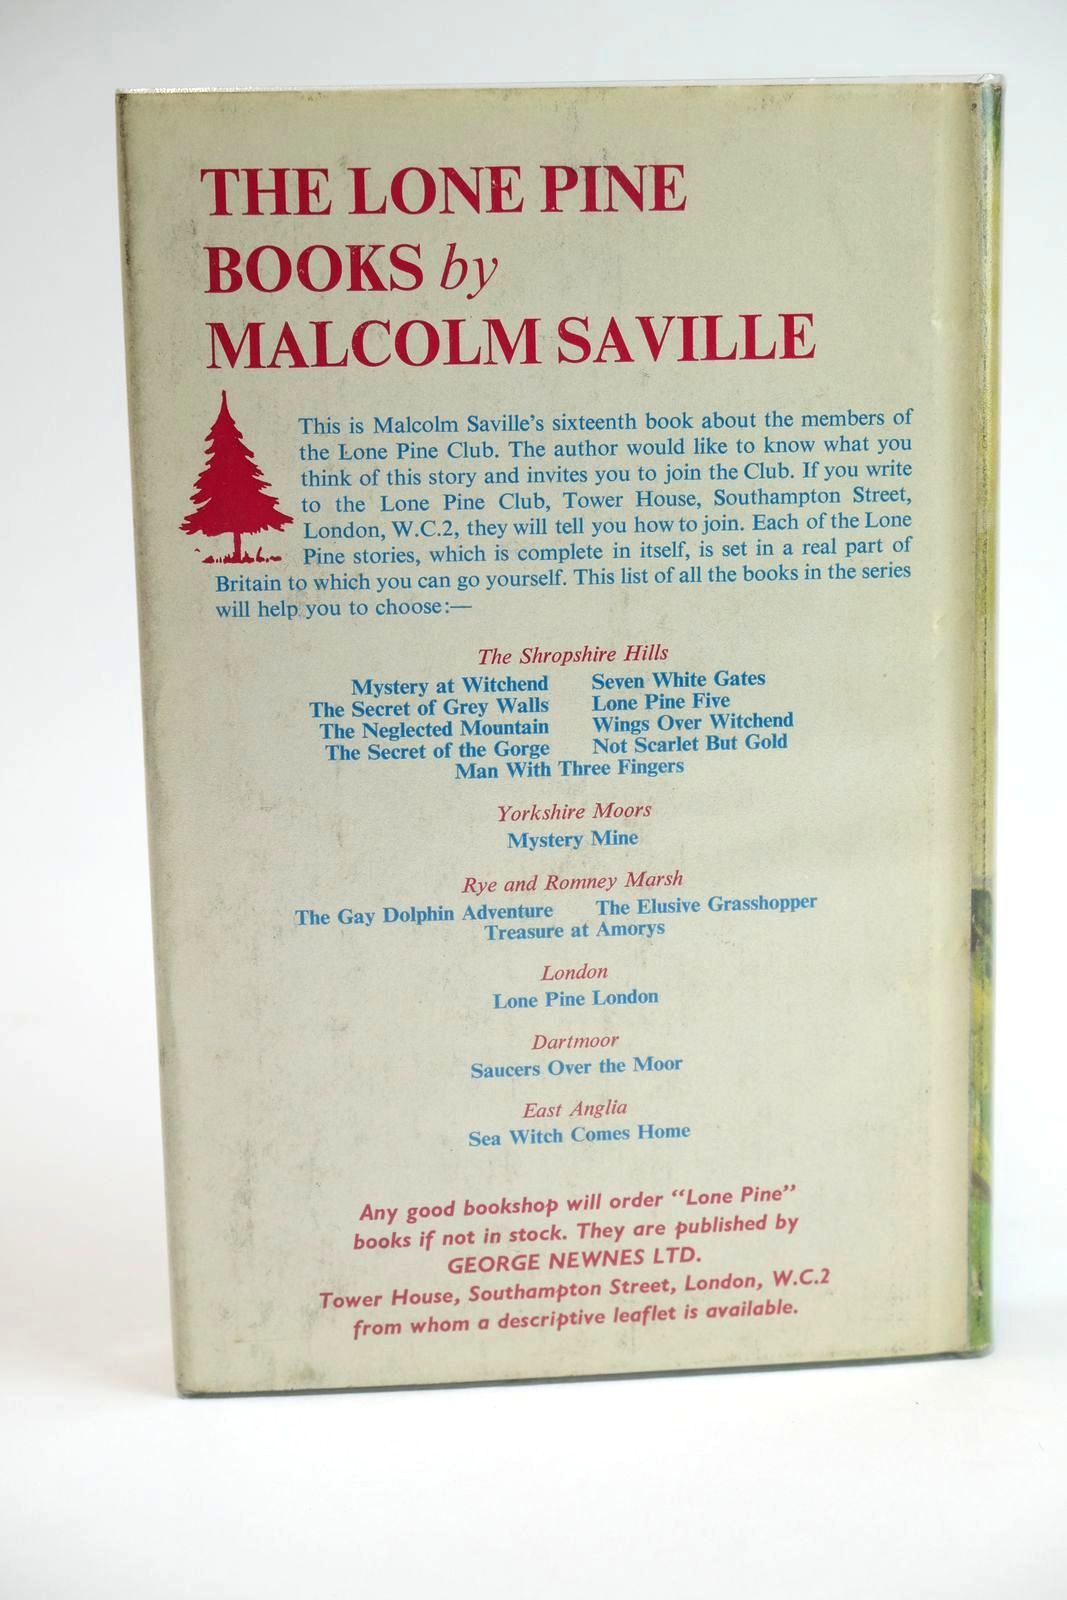 THE LONE PINE
BOOKS by
MALCOLM SAVILLE
This is Malcolm Saville's sixteenth book about the members of
the Lone Pine Club. The author would like to know what you
think of this story and invites you to join the Club. If you write
to the Lone Pine Club, Tower House, Southampton Street,
London, W.C.2, they will tell you how to join. Each of the Lone
Pine stories, which is complete in itself, is set in a real part of
Britain to which you can go yourself. This list of all the books in the series
will help you to choose:—
The Shropshire Hills
Mystery at Witchend Seven White Gates
The Secret of Grey Walls Lone Pine Five
The Neglected Mountain Wings Over Witchend
The Secret of the Gorge Not Scarlet But Gold
Man With Three Fingers
Yorkshire Moors
Mystery Mine
Rye and Romney Marsh
The Gay Dolphin Adventure The Elusive Grasshopper
Treasure at Amorys
London
Lone Pine London
Dartmoor
Saucers Over the Moor
East Anglia
Sea Witch Comes Home
Any good bookshop will order "Lone Pine"
books if not in stock. They are published by
GEORGE NEWNES LTD.
Tower House, Southampton Street, London, W.C.2
from whom a descriptive leaflet is available.